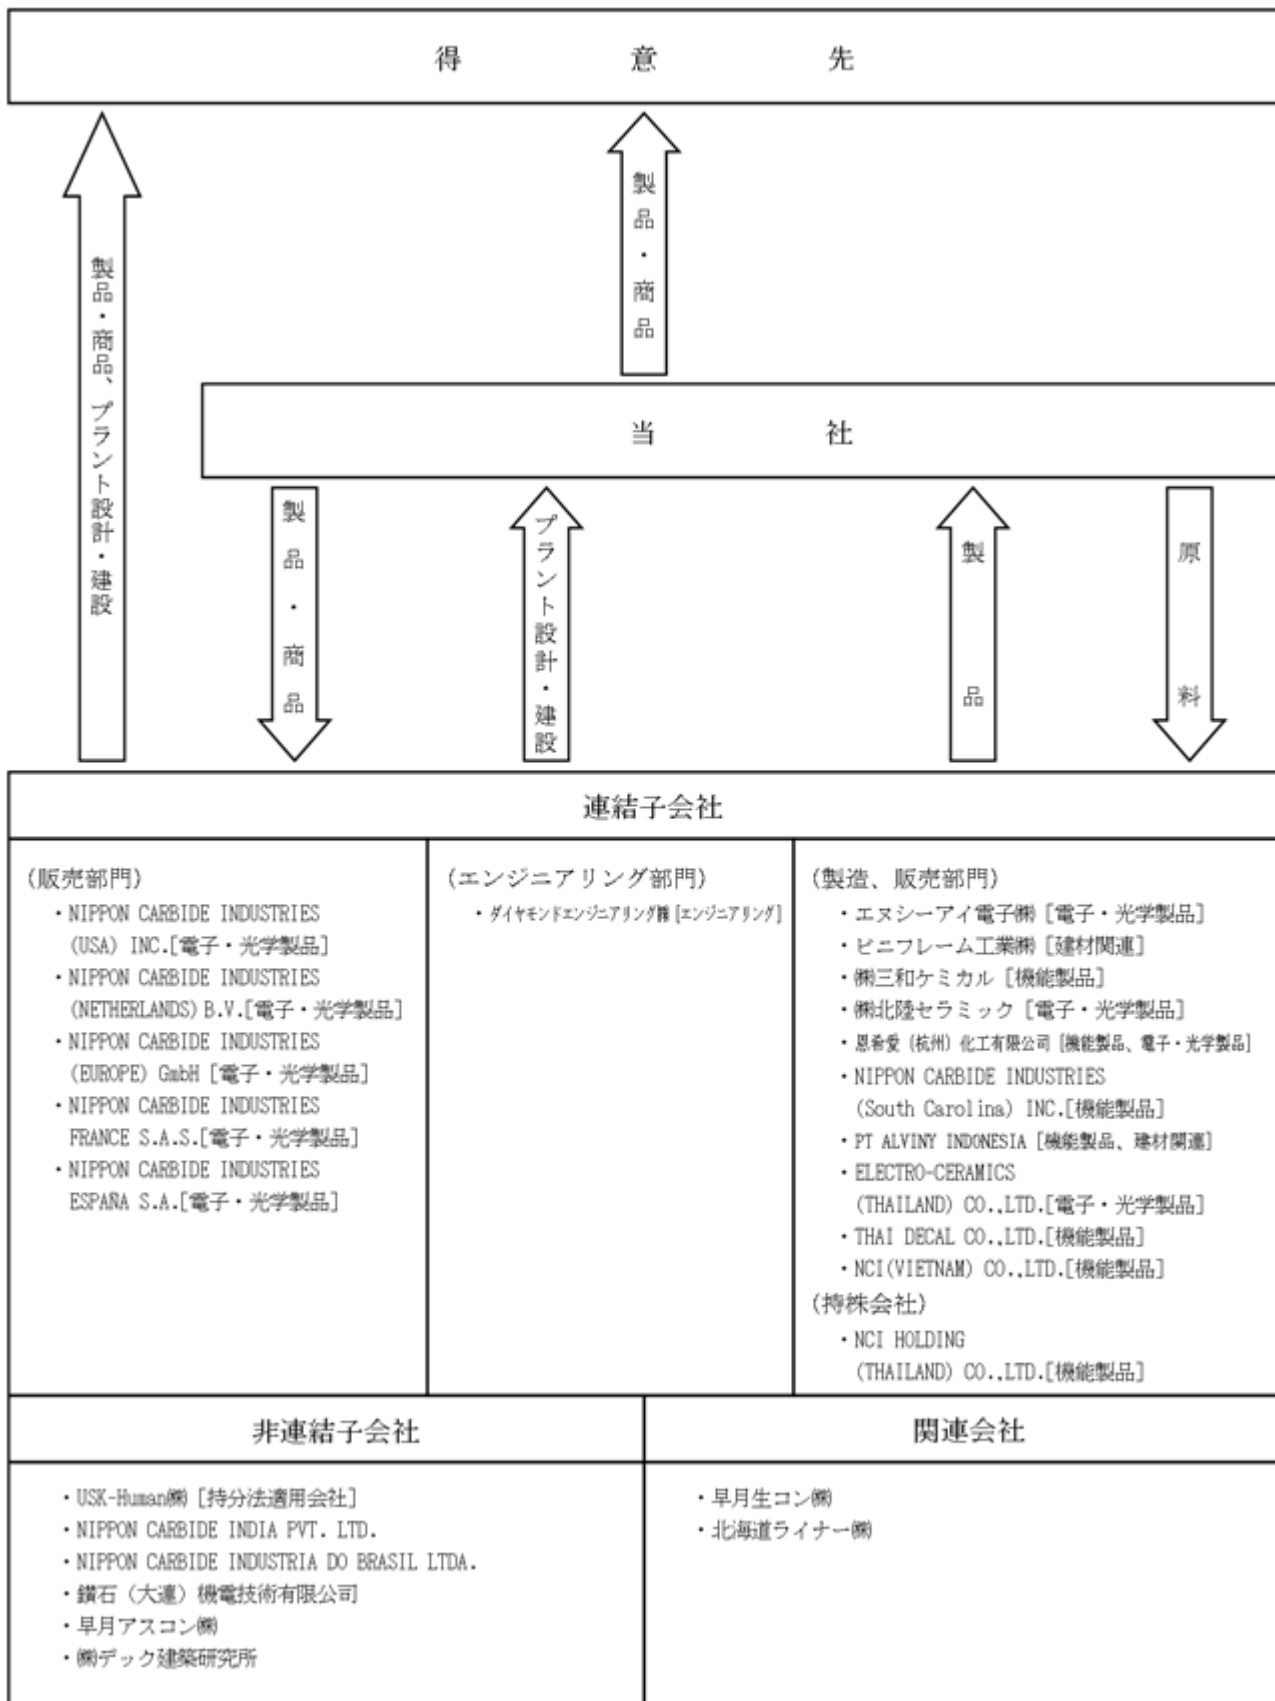 得意先
製品・商品、プラント設計・建設
製品・商品
当社
製品・商品
プラント設計・建設
製品
原料
連結子会社
(販売部門)
・NIPPON CARBIDE INDUSTRIES
(USA) INC.[電子・光学製品]
・NIPPON CARBIDE INDUSTRIES
(NETHERLANDS) B.V.[電子・光学製品]
・NIPPON CARBIDE INDUSTRIES
(EUROPE) GmbH [電子・光学製品]
・NIPPON CARBIDE INDUSTRIES
FRANCE S.A.S.[電子・光学製品]
・NIPPON CARBIDE INDUSTRIES
ESPAÑA S.A.[電子・光学製品]
(エンジニアリング部門)
・ダイヤモンドエンジニアリング㈱ [エンジニアリング]
(製造、販売部門)
・エヌシーアイ電子㈱ [電子・光学製品]
・ビニフレーム工業㈱ [建材関連]
・㈱三和ケミカル [機能製品]
・㈱北陸セラミック [電子・光学製品]
・恩希愛（杭州）化工有限公司 [機能製品、電子・光学製品]
・NIPPON CARBIDE INDUSTRIES
(South Carolina) INC.[機能製品]
・PT ALVINY INDONESIA [機能製品、建材関連]
・ELECTRO-CERAMICS
(THAILAND) CO.,LTD.[電子・光学製品]
・THAI DECAL CO.,LTD.[機能製品]
・NCI(VIETNAM) CO.,LTD.[機能製品]
(持株会社)
・NCI HOLDING
(THAILAND) CO.,LTD.[機能製品]
非連結子会社
・USK-Human㈱ [持分法適用会社]
・NIPPON CARBIDE INDIA PVT. LTD.
・NIPPON CARBIDE INDUSTRIA DO BRASIL LTDA.
・鑽石（大連）機電技術有限公司
・早月アスコン㈱
・㈱デック建築研究所
関連会社
・早月生コン㈱
・北海道ライナー㈱